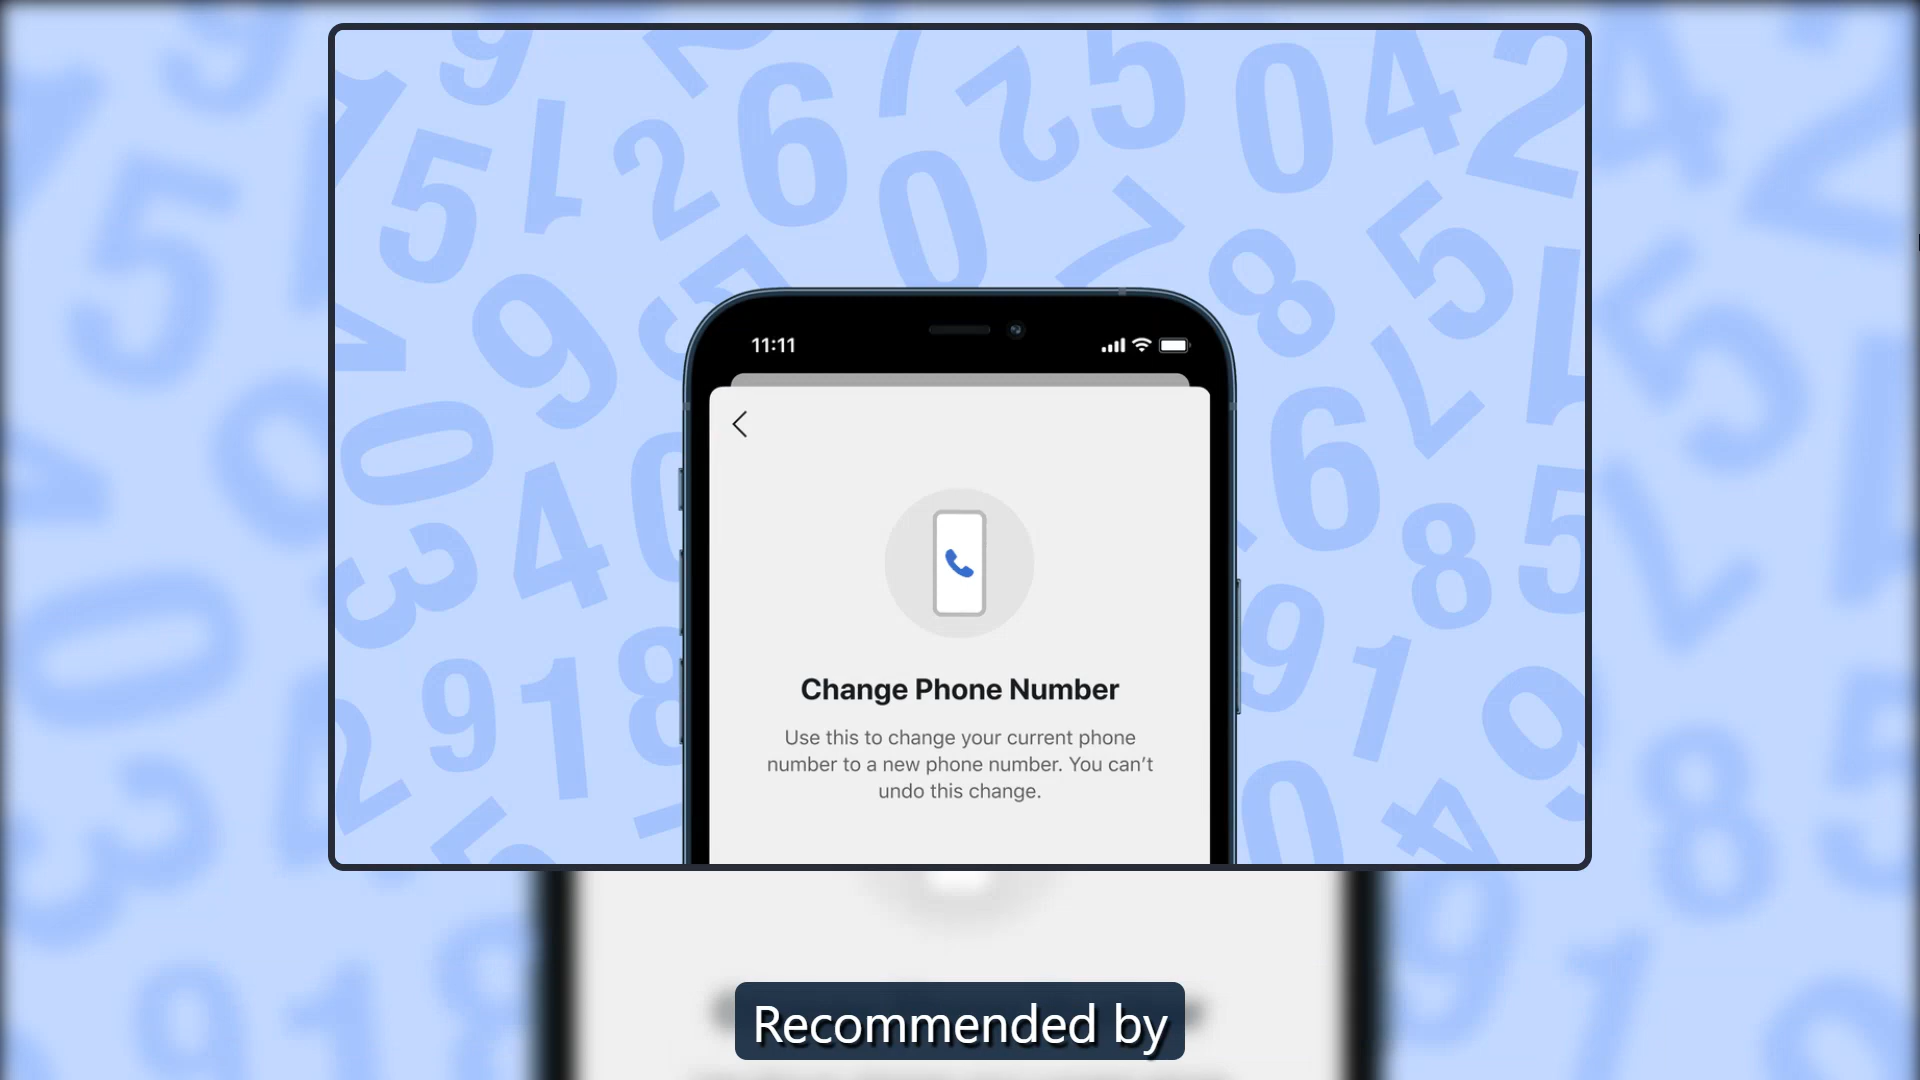 11:11
Change Phone Number
Use this to change your current phone
number to a new phone number. You can’t
undo this change.
Recommended by